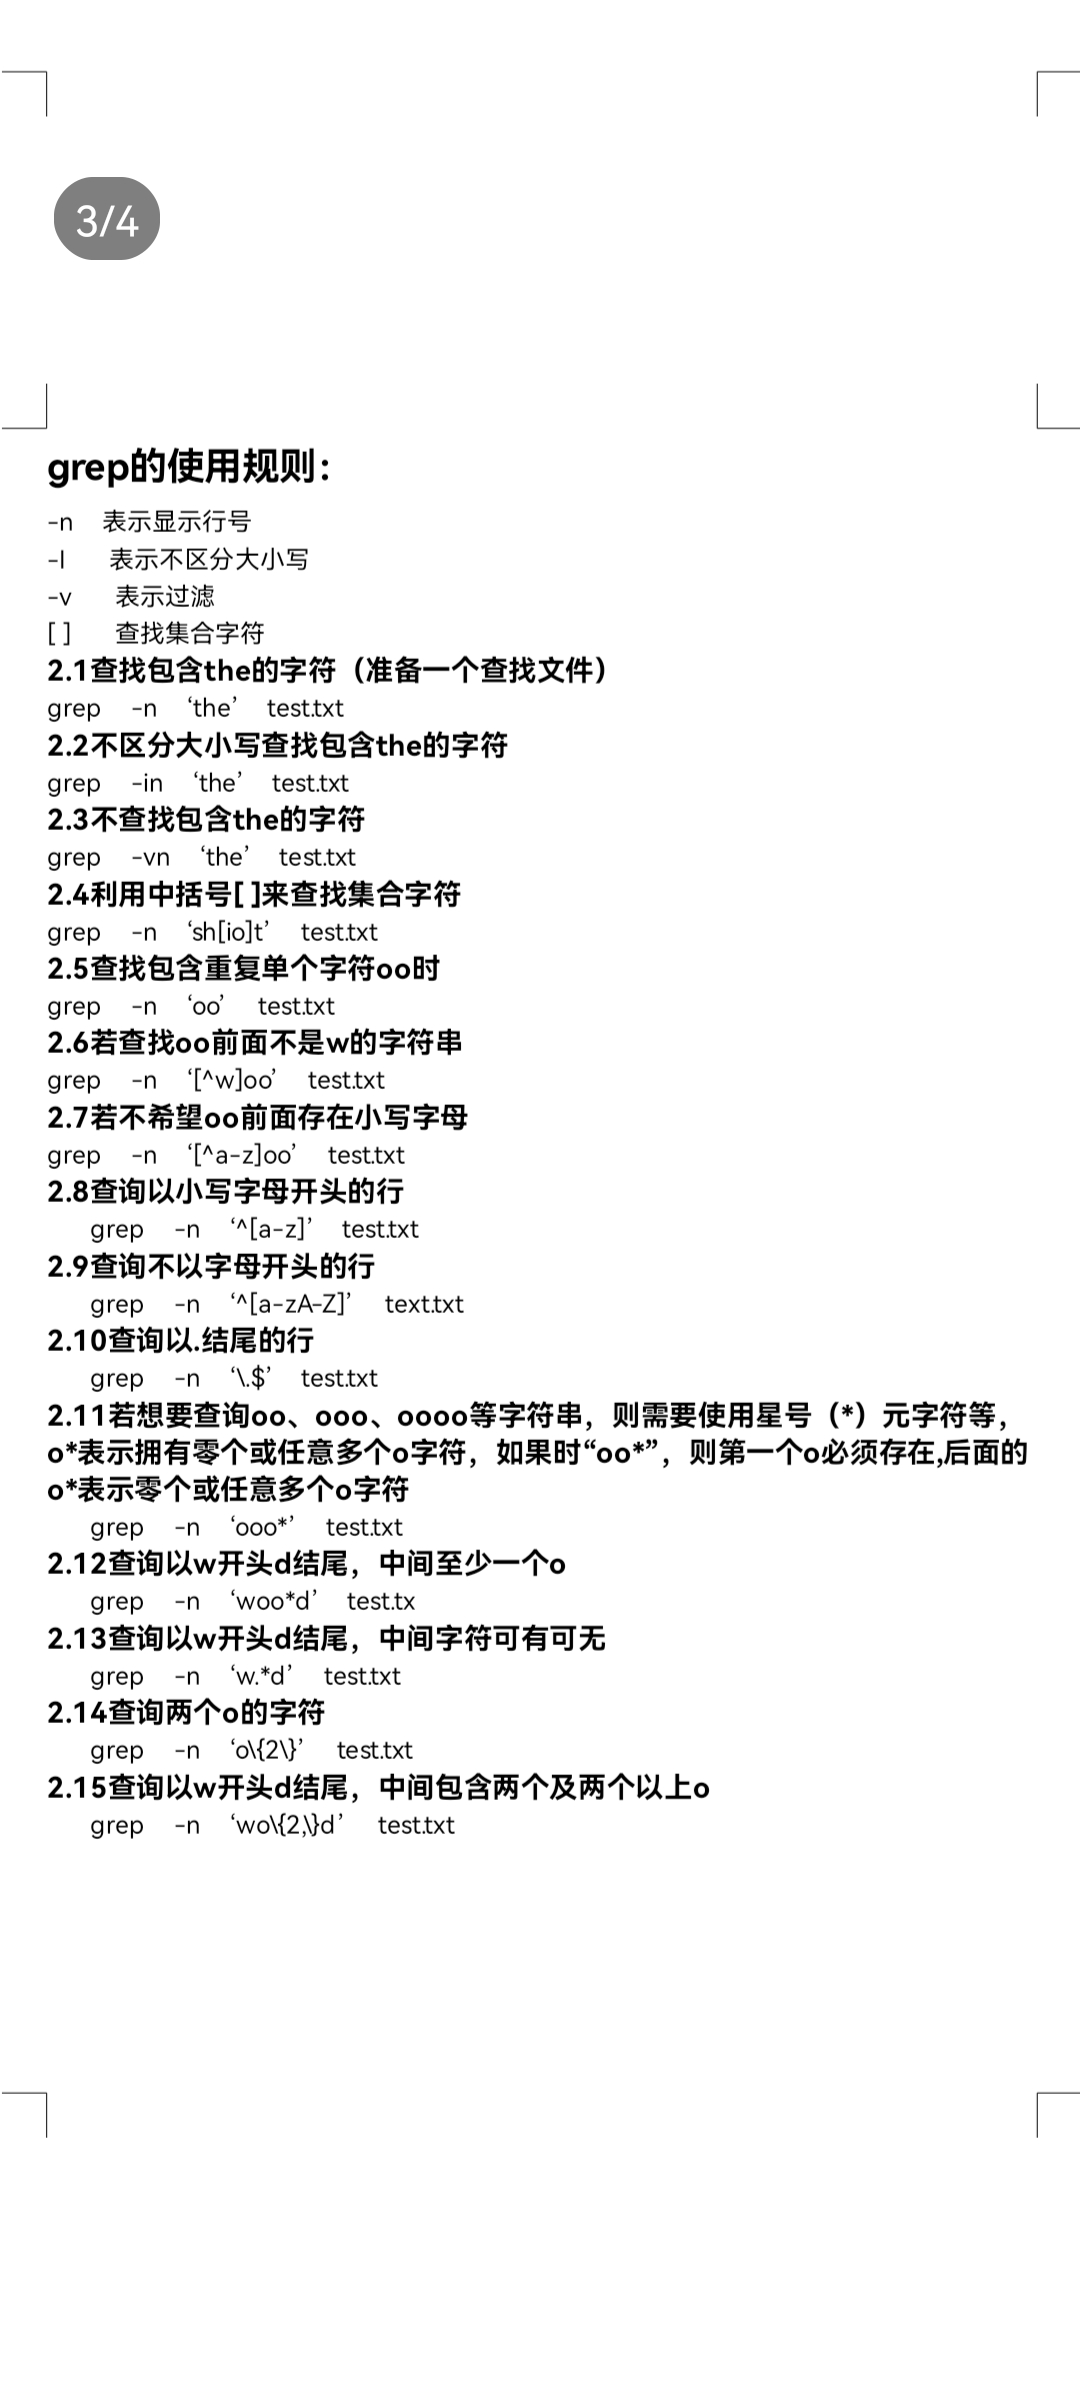 3/4
grep的使用规则：
-n 表示显示行号
-I 表示不区分大小写
-v 表示过滤
[ ] 查找集合字符
2.1查找包含the的字符（准备一个查找文件）
grep -n ‘the’ test.txt
2.2不区分大小写查找包含the的字符
grep -in ‘the’ test.txt
2.3不查找包含the的字符
grep -vn ‘the’ test.txt
2.4利用中括号[ ]来查找集合字符
grep -n ‘sh[io]t’ test.txt
2.5查找包含重复单个字符oo时
grep -n ‘oo’ test.txt
2.6若查找oo前面不是w的字符串
grep -n ‘[^w]oo’ test.txt
2.7若不希望oo前面存在小写字母
grep -n ‘[^a-z]oo’ test.txt
2.8查询以小写字母开头的行
grep -n ‘^[a-z]’ test.txt
2.9查询不以字母开头的行
grep -n ‘^[a-zA-Z]’ text.txt
2.10查询以.结尾的行
grep -n ‘\.$’ test.txt
2.11若想要查询oo、ooo、oooo等字符串，则需要使用星号（*）元字符等，
o*表示拥有零个或任意多个o字符，如果时“oo*”，则第一个o必须存在,后面的
o*表示零个或任意多个o字符
grep -n ‘ooo*’ test.txt
2.12查询以w开头d结尾，中间至少一个o
grep -n ‘woo*d’ test.tx
2.13查询以w开头d结尾，中间字符可有可无
grep -n ‘w.*d’ test.txt
2.14查询两个o的字符
grep -n ‘o\{2\}’ test.txt
2.15查询以w开头d结尾，中间包含两个及两个以上o
grep -n ‘wo\{2,\}d’ test.txt